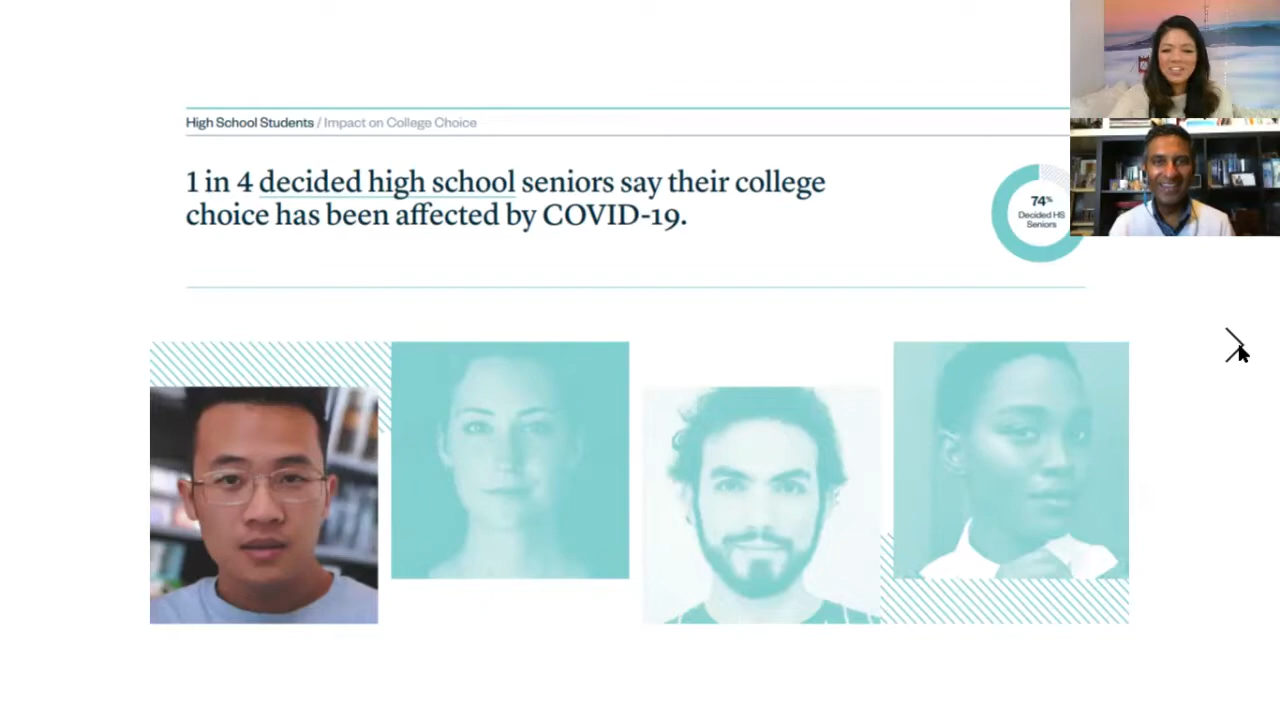 High School Students / Impact on College Choice
1 in 4 decided high school seniors say their college
choice has been affected by COVID-19.
74%
Decided HS
Seniors